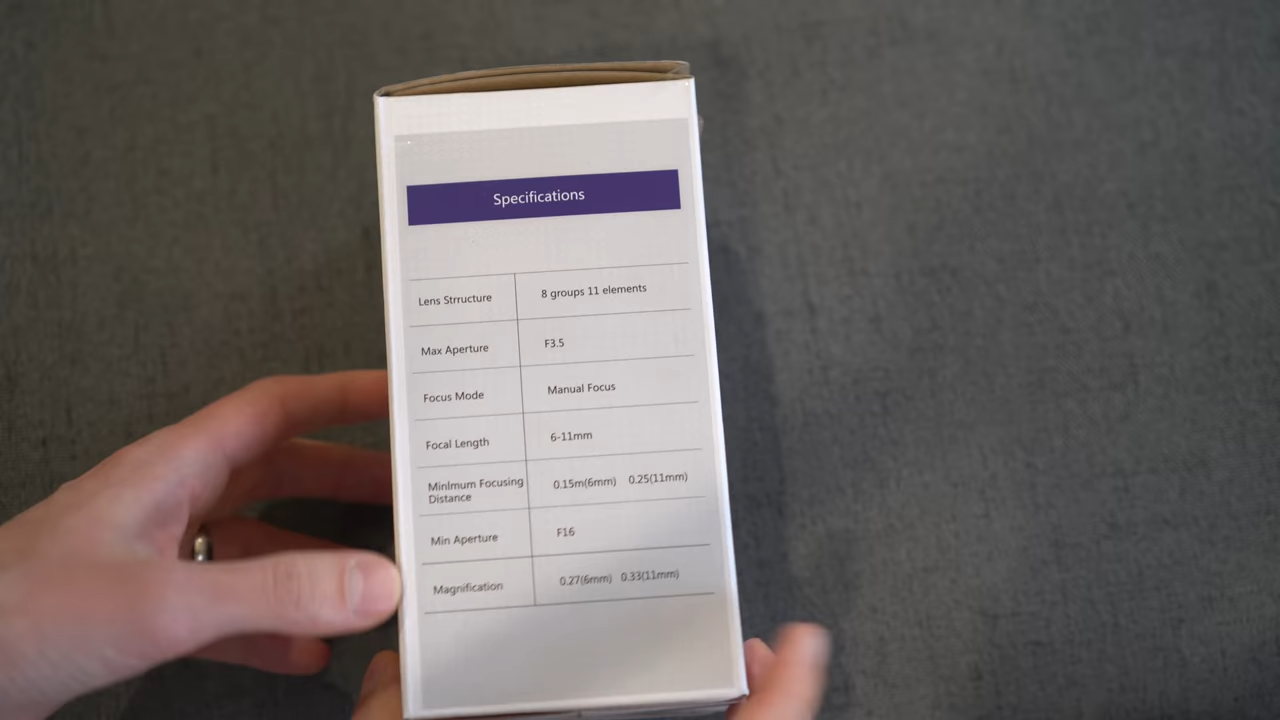 Specifications
Lens Strructure 8 groups 11 elements
Max Aperture F3.5
Focus Mode Manual Focus
Focal Length 6-11mm
Minlmum Focusing
Distance 0.15m(6mm) 0.25(11mm)
Min Aperture F16
Magnification 0.27(6mm) 0.33(11mm)